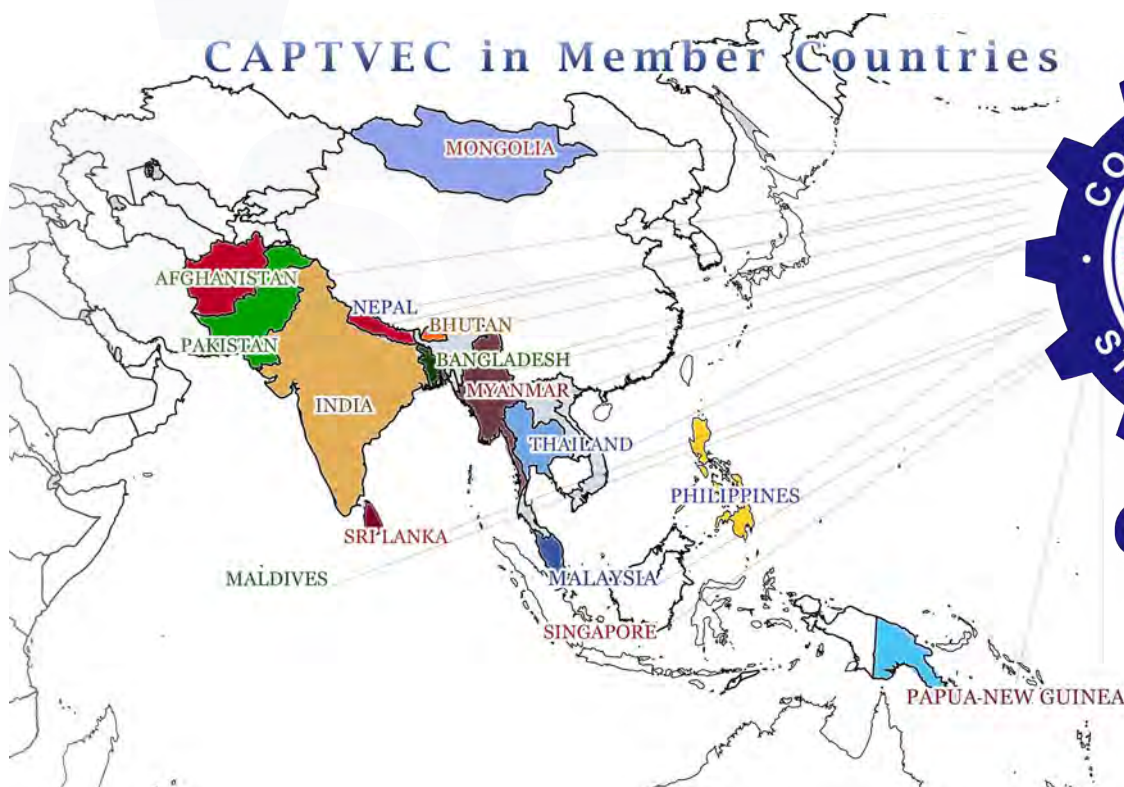 CAPTVEC in Member Countries
MONGOLIA
AFGHANISTAN
NEPAL
BHUTAN
PAKISTAN
BANGLADESH
MYANMAR
INDIA
THAILAND
PHILIPPINES
SRI LANKA
MALDIVES
MALAYSIA
SINGAPORE
PAPUA-NEW GUINEA